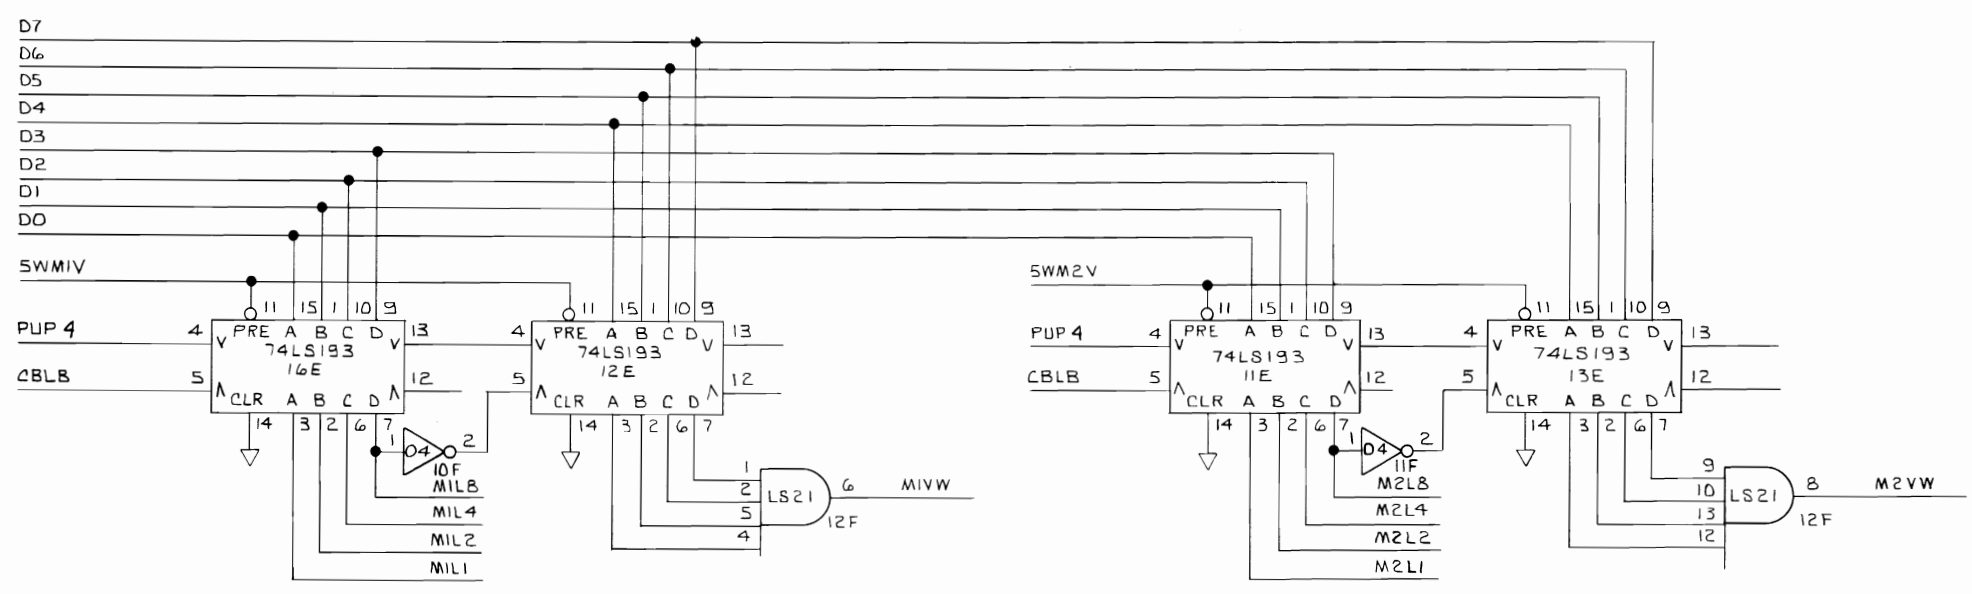 D7
D6
D5
D4
D3
D2
D1
D0
SWM1V
SWM2V
11 15 1 10 9
11 15 1 10 9
11 15 1 10 9
11 15 1 10 9
PUP 4 4 PRE A B C D 13
4 PRE A B C D 13
PUP 4 4 PRE A B C D 13
4 PRE A B C D 13
74LS193
74LS193
74LS193
74LS193
16E
12E
11E
13E
CBLB 5 CLR A B C D 12
5 CLR A B C D 12
CBLB 5 CLR A B C D 12
5 CLR A B C D 12
14 3 2 6 7
14 3 2 6 7
14 3 2 6 7
14 3 2 6 7
1 04 2
10F
1 04 2
11F
M1L8
M1L4
M1L2
M1L1
1
2
5
4
LS21
6
M1VW
12F
M2L8
M2L4
M2L2
M2L1
9
10
13
12
LS21
8
M2VW
12F